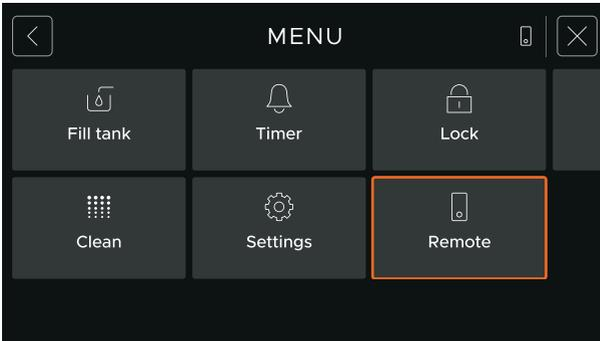 MENU
Fill tank
Timer
Lock
Clean
Settings
Remote